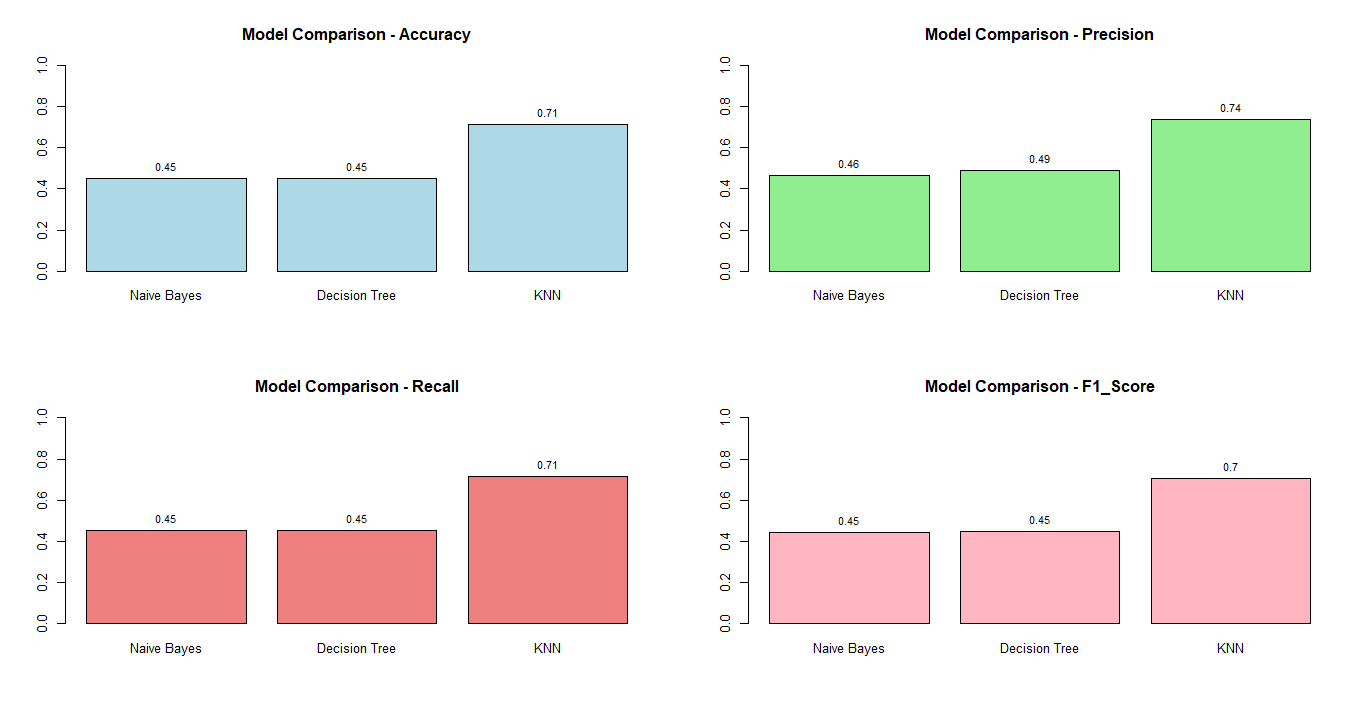 Model Comparison - Accuracy
1.0
0.8
0.6
0.4
0.2
0.0
0.45
0.45
0.71
Naive Bayes
Decision Tree
KNN
Model Comparison - Precision
1.0
0.8
0.6
0.4
0.2
0.0
0.46
0.49
0.74
Naive Bayes
Decision Tree
KNN
Model Comparison - Recall
1.0
0.8
0.6
0.4
0.2
0.0
0.45
0.45
0.71
Naive Bayes
Decision Tree
KNN
Model Comparison - F1_Score
1.0
0.8
0.6
0.4
0.2
0.0
0.45
0.45
0.7
Naive Bayes
Decision Tree
KNN